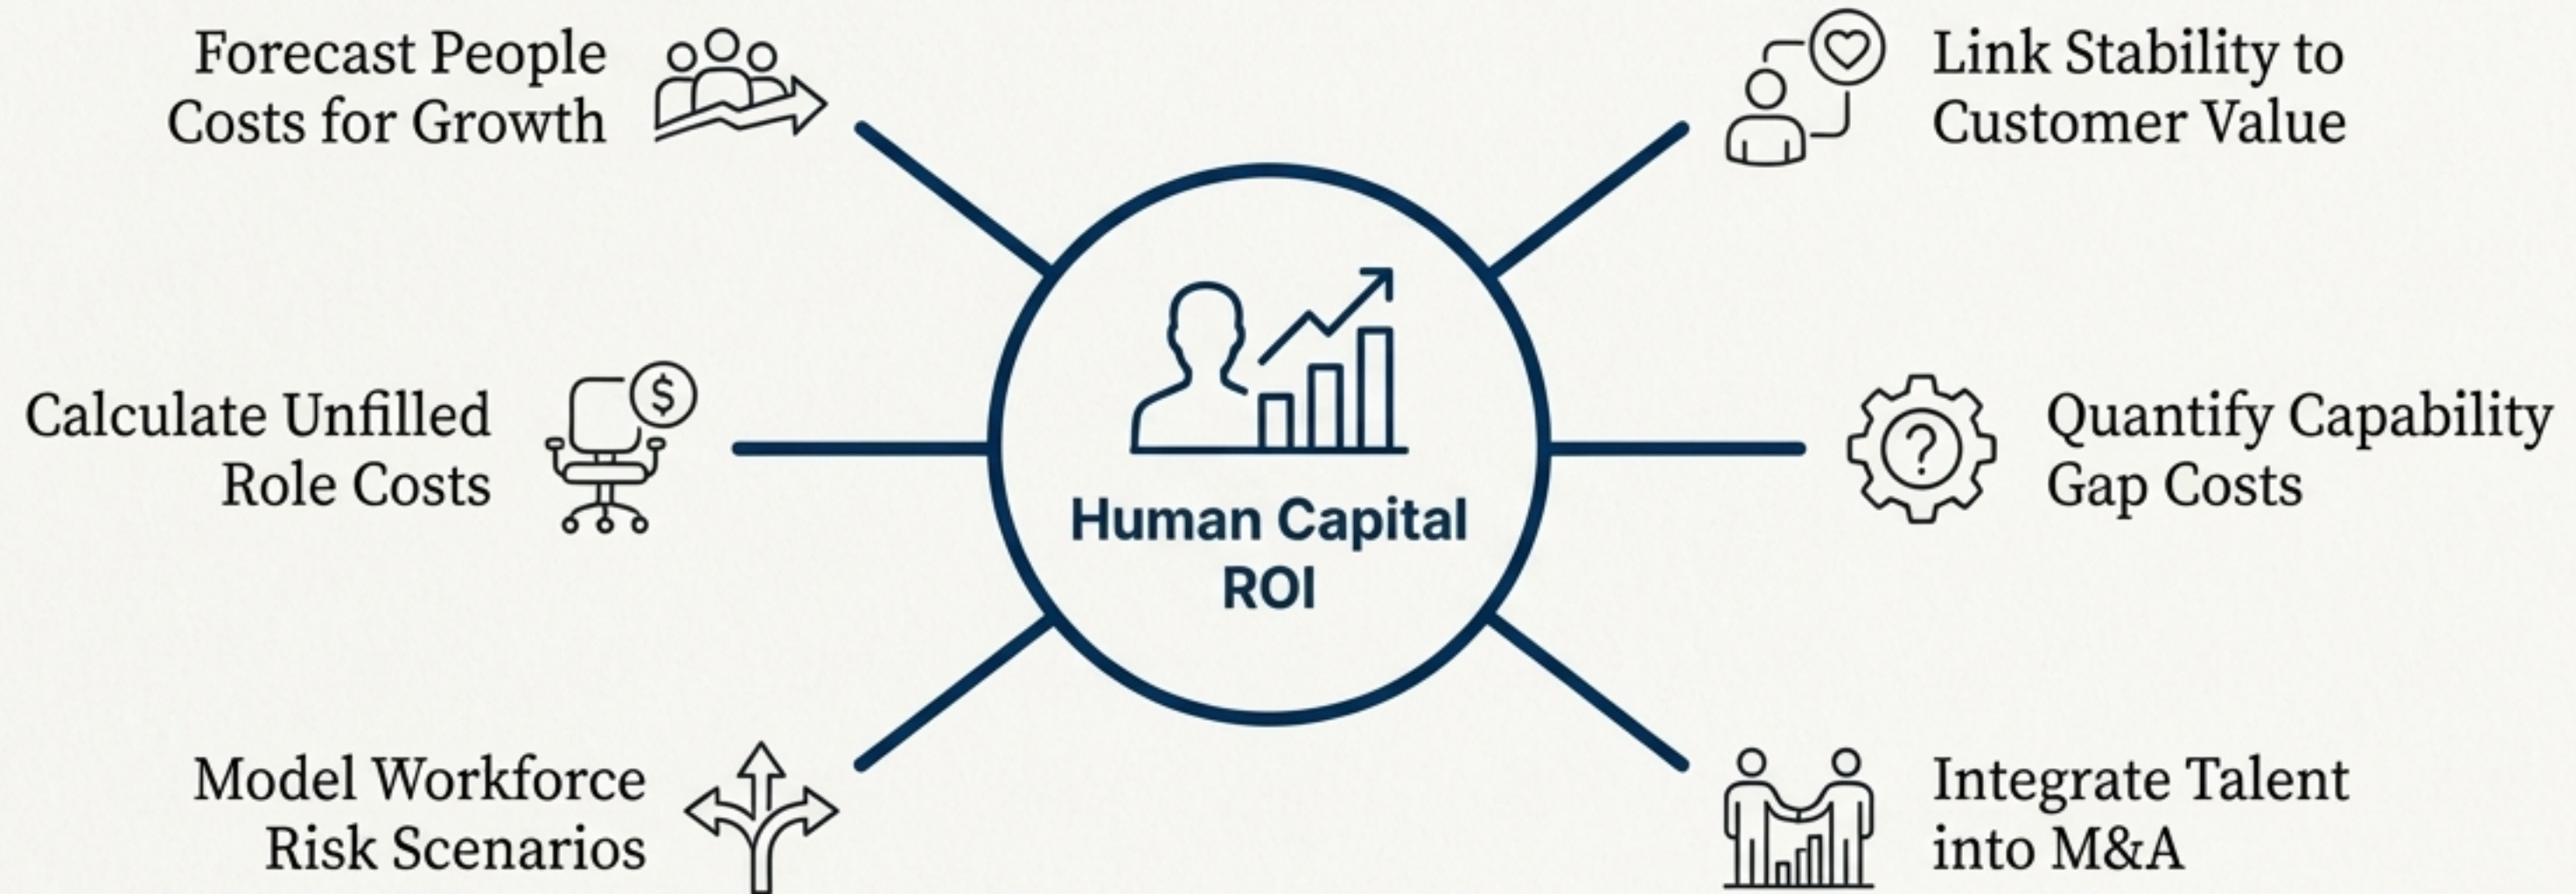 Forecast People
Costs for Growth
Link Stability to
Customer Value
Calculate Unfilled
Role Costs
$
Human Capital
ROI
?
Quantify Capability
Gap Costs
Model Workforce
Risk Scenarios
Integrate Talent
into M&A